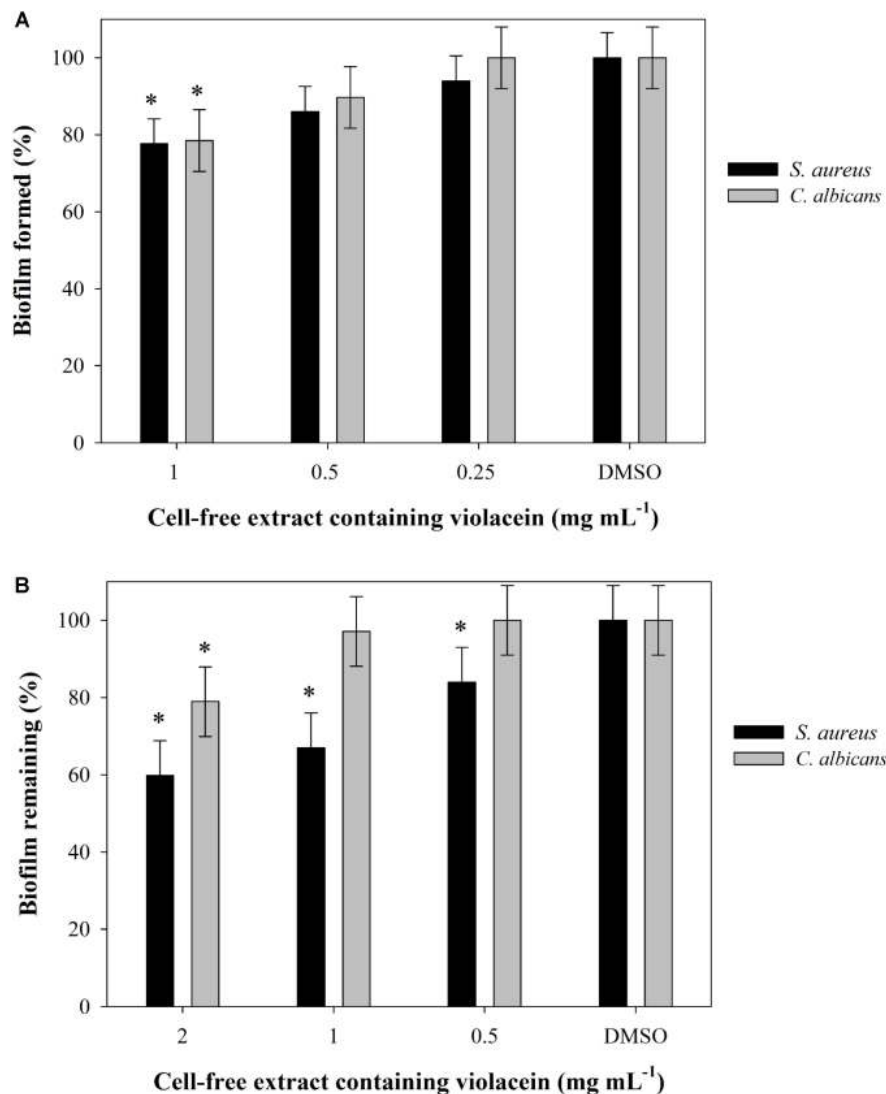 A
100
80
60
40
20
0
Biofilm formed (%)
* *
S. aureus
C. albicans
1 0.5 0.25 DMSO
Cell-free extract containing violacein (mg mL⁻¹)
B
100
80
60
40
20
0
Biofilm remaining (%)
* * * *
S. aureus
C. albicans
2 1 0.5 DMSO
Cell-free extract containing violacein (mg mL⁻¹)